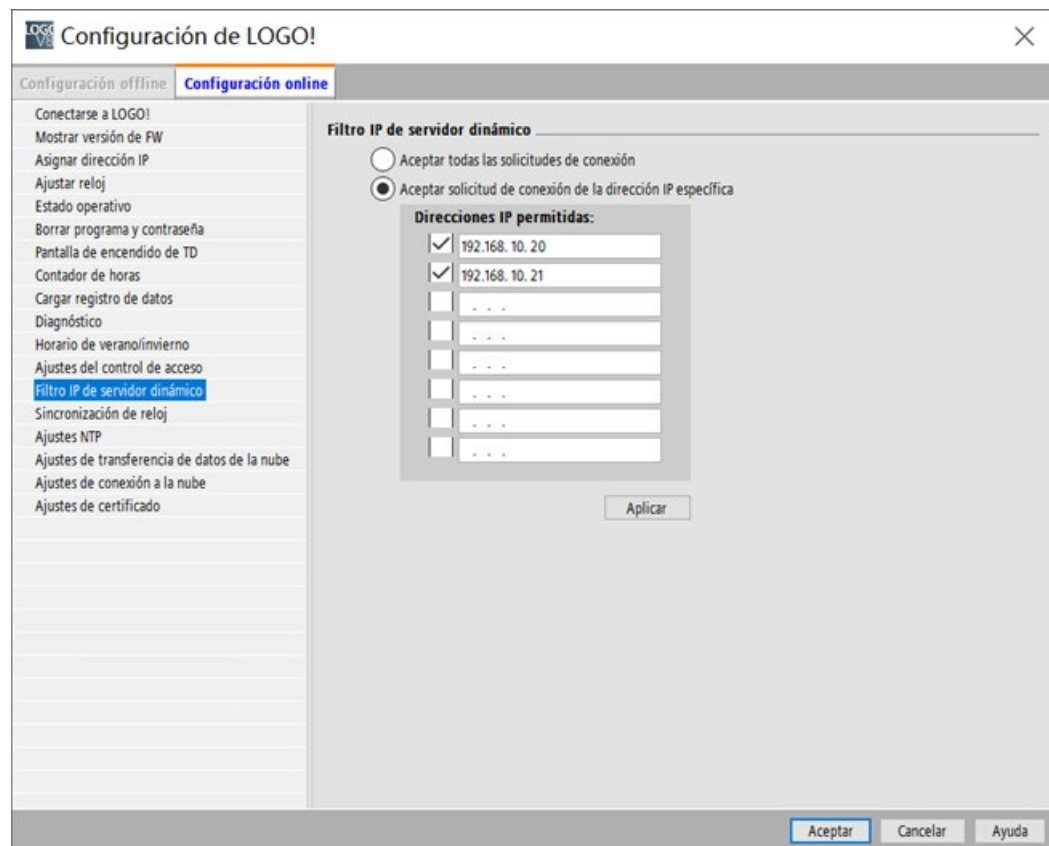 LOGO! V8 Configuración de LOGO!
Configuración offline Configuración online
Conectarse a LOGO!
Mostrar versión de FW
Asignar dirección IP
Ajustar reloj
Estado operativo
Borrar programa y contraseña
Pantalla de encendido de TD
Contador de horas
Cargar registro de datos
Diagnóstico
Horario de verano/invierno
Ajustes del control de acceso
Filtro IP de servidor dinámico
Sincronización de reloj
Ajustes NTP
Ajustes de transferencia de datos de la nube
Ajustes de conexión a la nube
Ajustes de certificado
Filtro IP de servidor dinámico
Aceptar todas las solicitudes de conexión
Aceptar solicitud de conexión de la dirección IP específica
Direcciones IP permitidas:
192.168. 10. 20
192.168. 10. 21
. . .
. . .
. . .
. . .
. . .
. . .
Aplicar
Aceptar Cancelar Ayuda